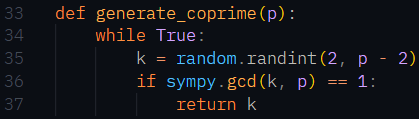 33 def generate_coprime(p):
34     while True:
35         k = random.randint(2, p - 2)
36         if sympy.gcd(k, p) == 1:
37             return k